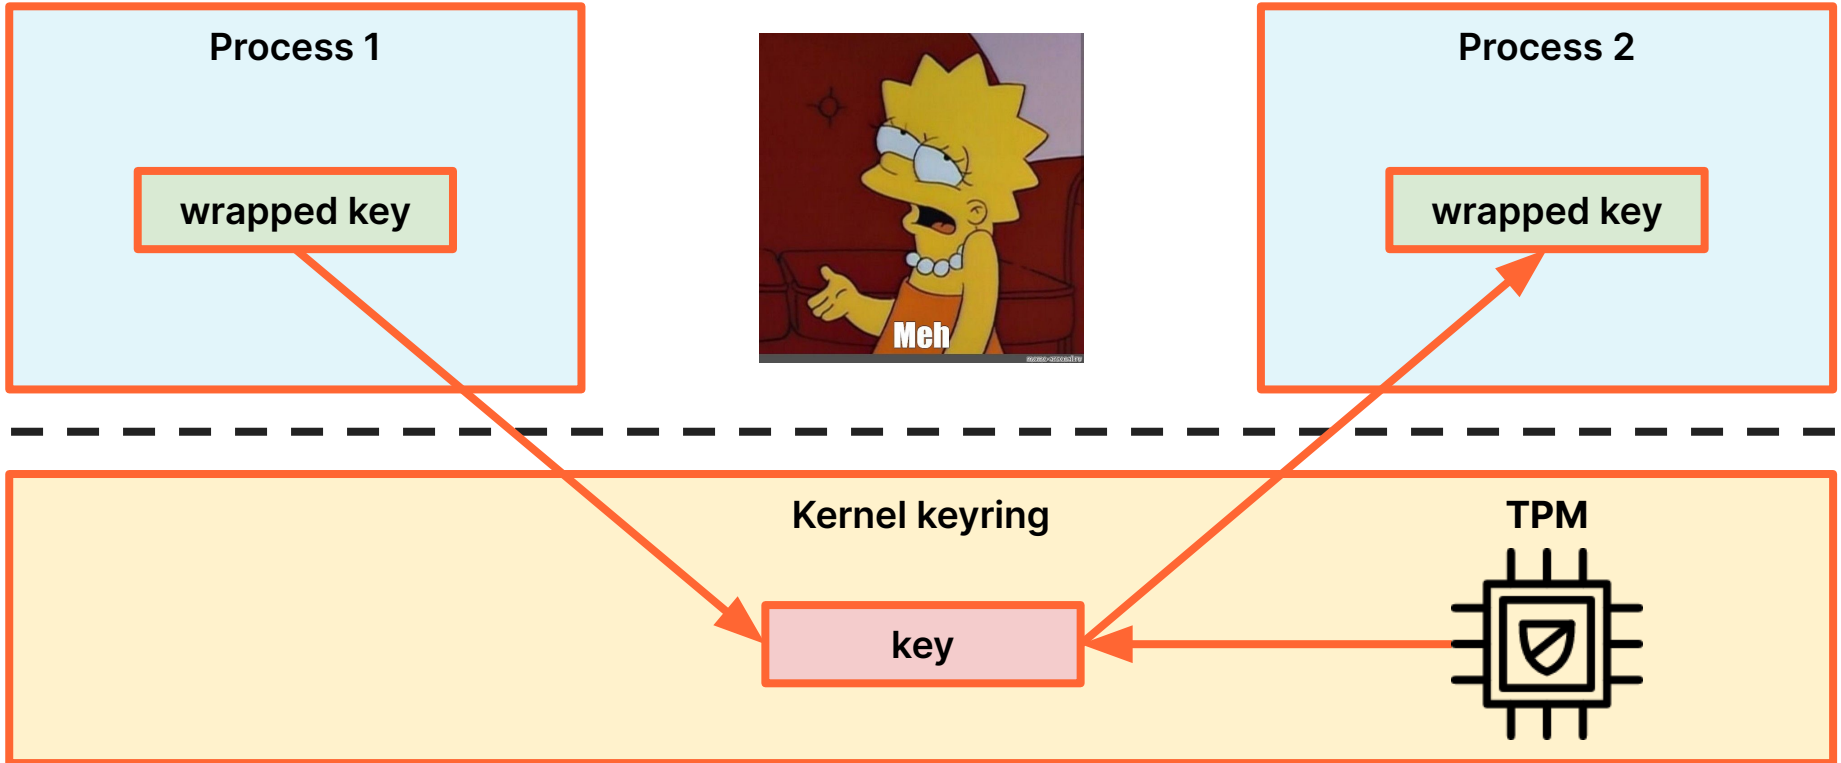 Process 1
Process 2
wrapped key
wrapped key
Meh
Kernel keyring
TPM
key